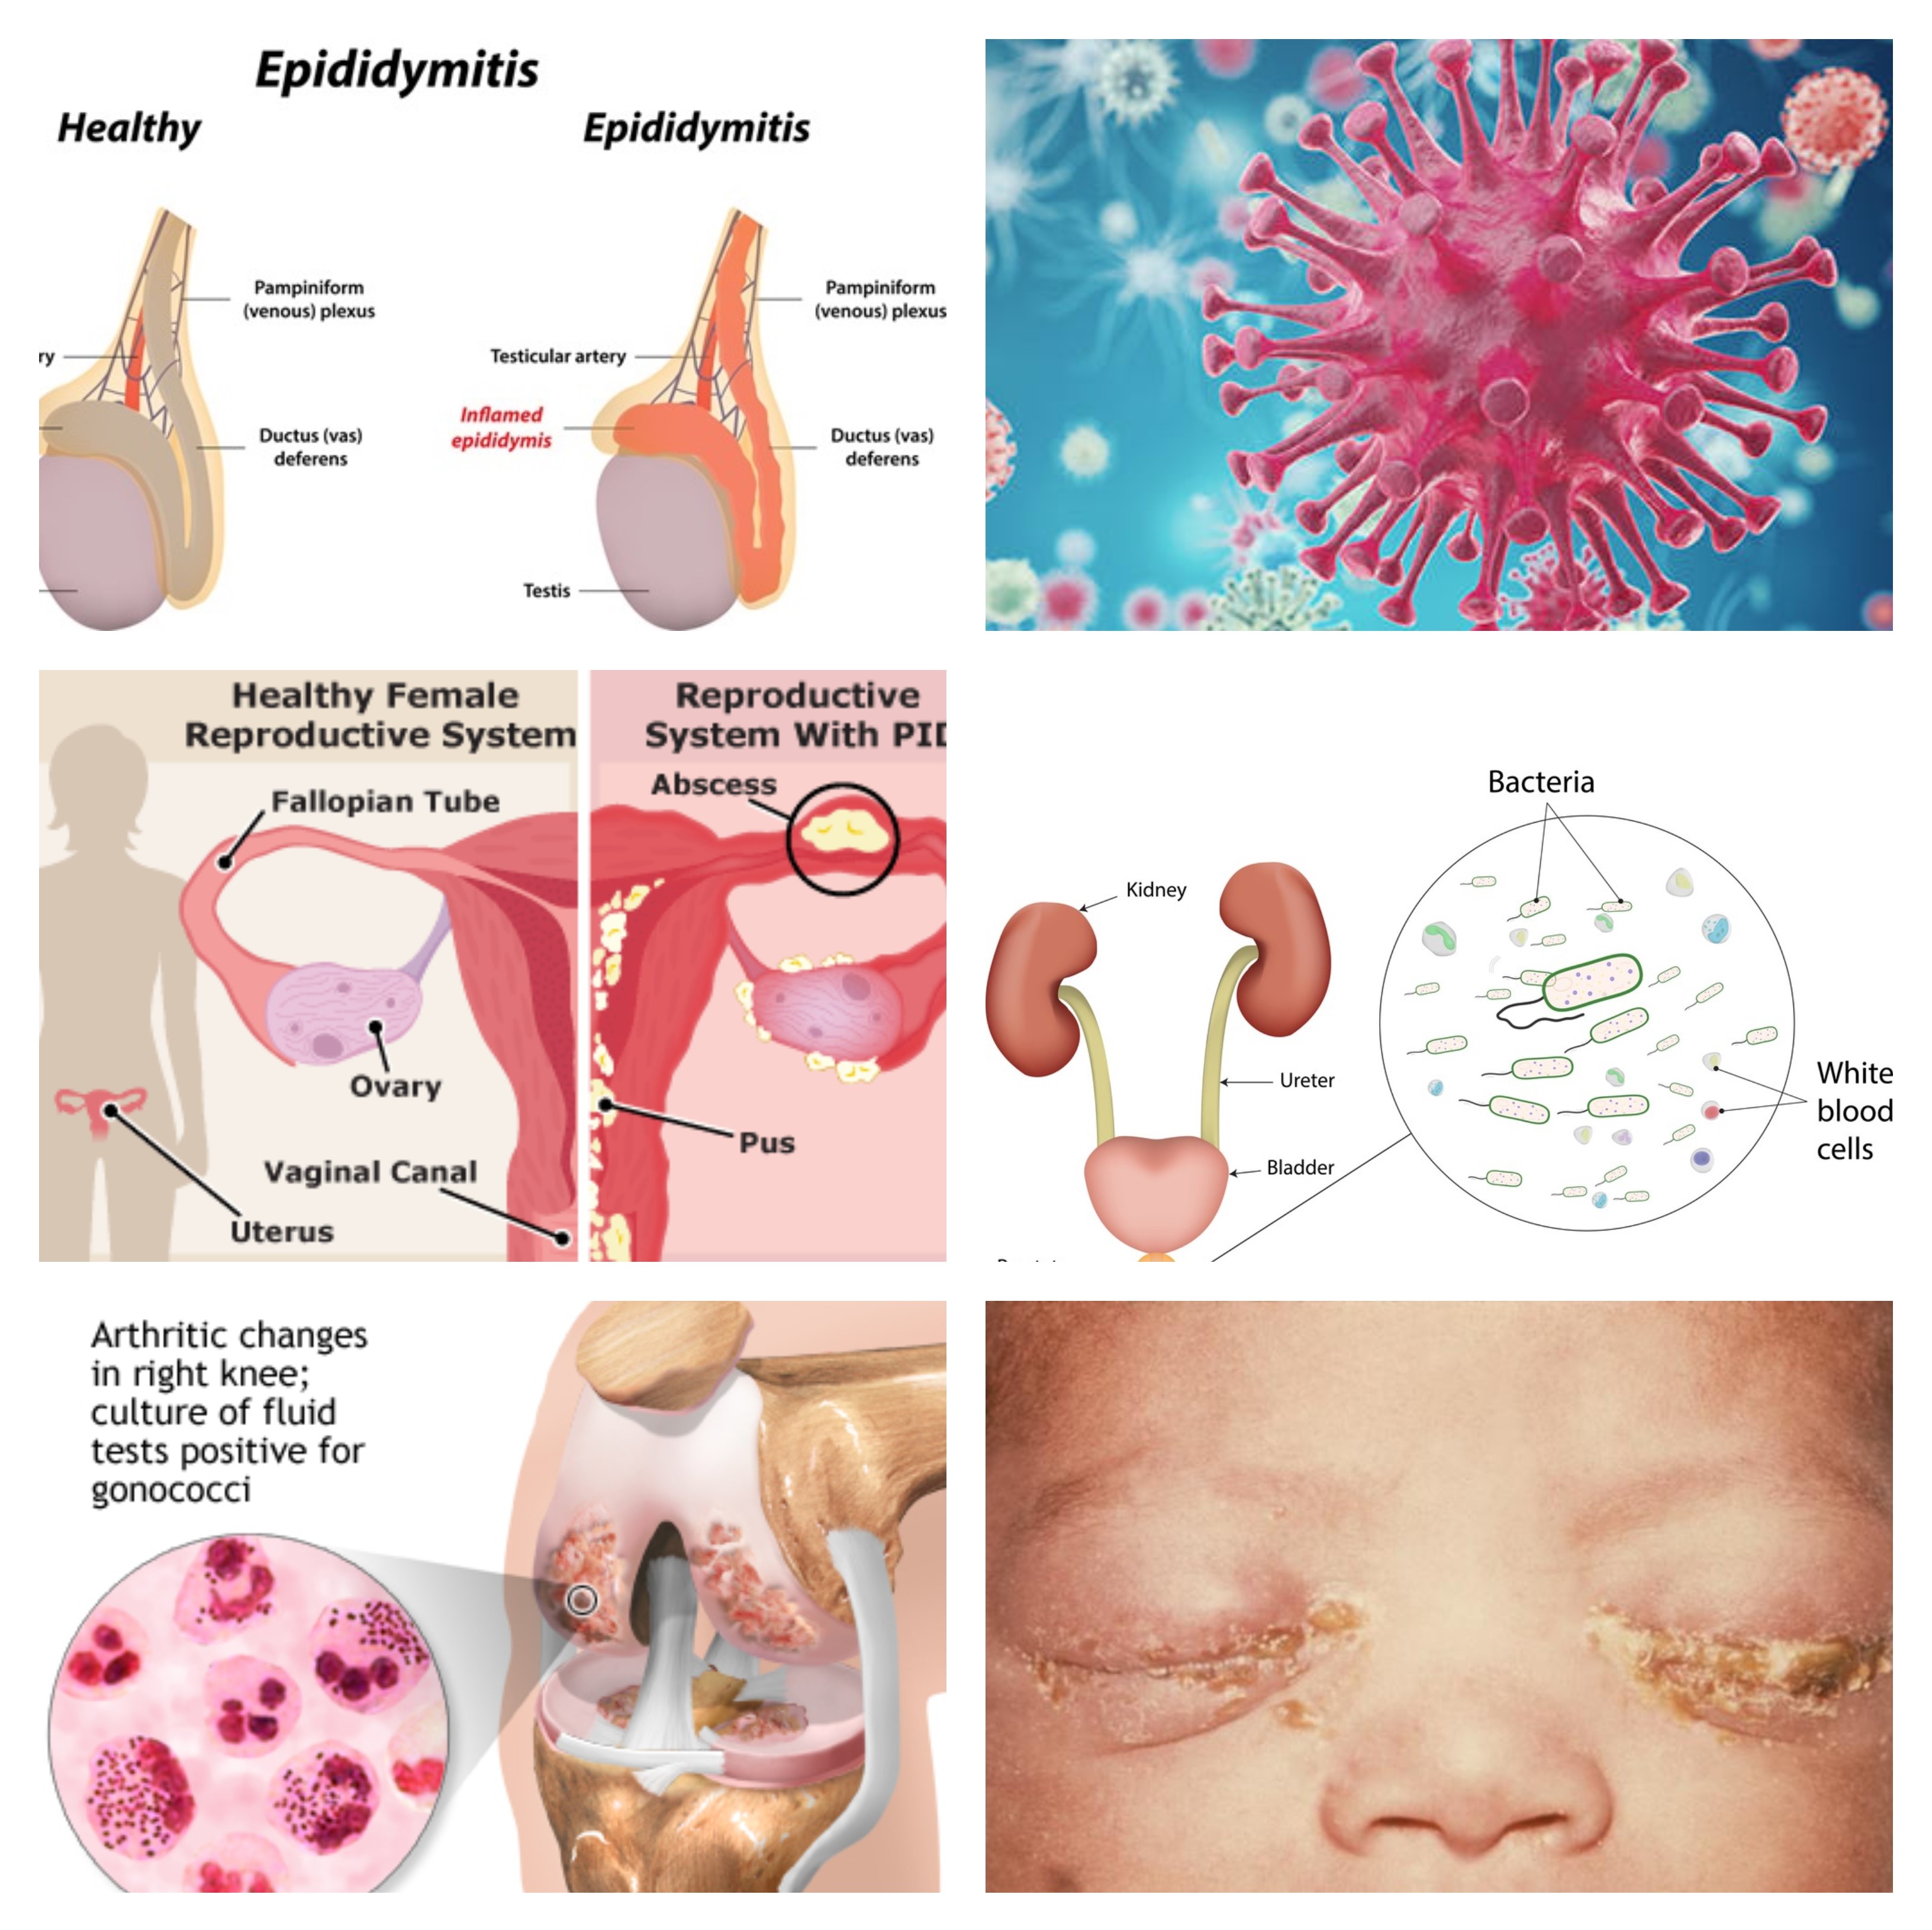 Epididymitis
Healthy
Epididymitis
Pampiniform
(venous) plexus
ry
Ductus (vas)
deferens
Pampiniform
(venous) plexus
Testicular artery
Inflamed
epididymis
Ductus (vas)
deferens
Testis
Healthy Female
Reproductive System
Fallopian Tube
Ovary
Vaginal Canal
Uterus
Reproductive
System With PID
Abscess
Pus
Bacteria
Kidney
Ureter
Bladder
White
blood
cells
Arthritic changes
in right knee;
culture of fluid
tests positive for
gonococci